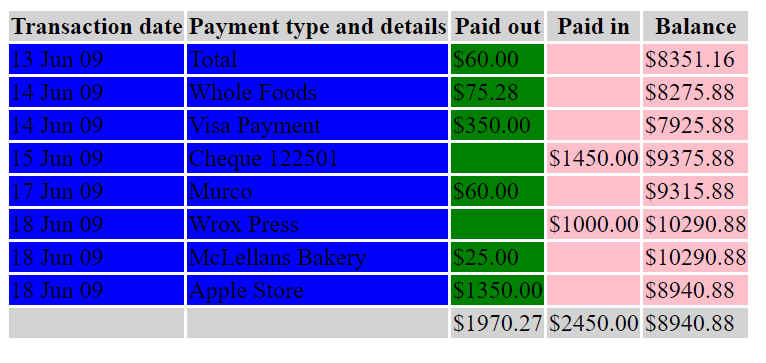 Transaction date Payment type and details Paid out Paid in Balance
13 Jun 09 Total $60.00 $8351.16
14 Jun 09 Whole Foods $75.28 $8275.88
14 Jun 09 Visa Payment $350.00 $7925.88
15 Jun 09 Cheque 122501 $1450.00 $9375.88
17 Jun 09 Murco $60.00 $9315.88
18 Jun 09 Wrox Press $1000.00 $10290.88
18 Jun 09 McLellans Bakery $25.00 $10290.88
18 Jun 09 Apple Store $1350.00 $8940.88
$1970.27 $2450.00 $8940.88